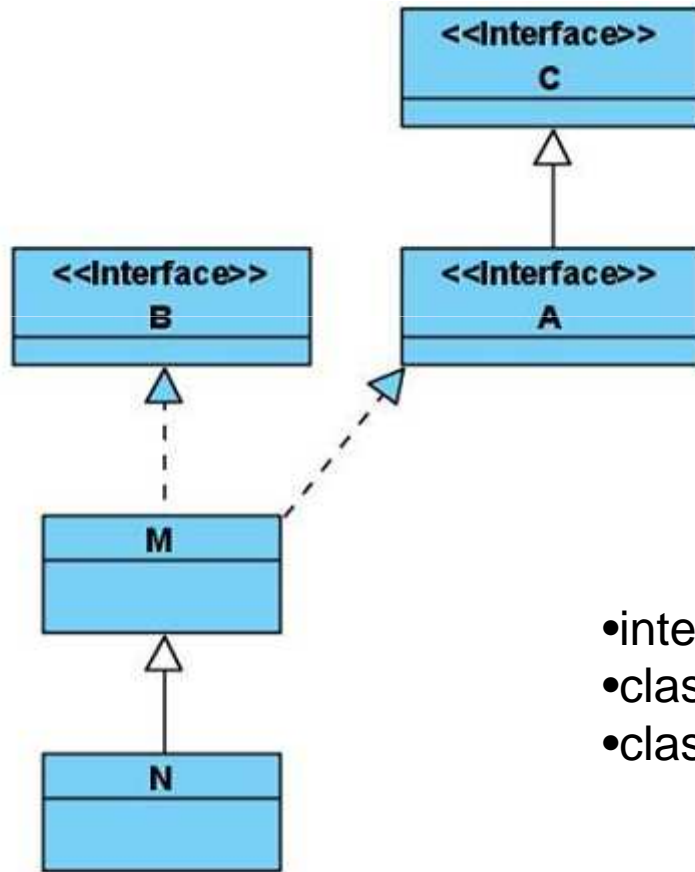 <<Interface>>
C
<<Interface>>
B
<<Interface>>
A
M
N
•inte
•clas
•clas